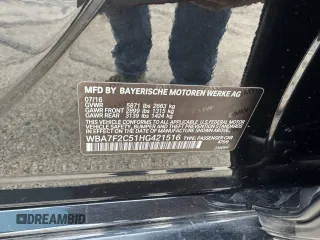 MFD BY BAYERISCHE MOTOREN WERKE AG
07/16
GVWR 5871 lbs 2663 kg
FRONT GAWR 2899 lbs 1315 kg
REAR GAWR 3139 lbs 1424 kg
WBA7F2C51HG421516 TYPE: PASSENGER CAR
THIS VEHICLE CONFORMS TO ALL APPLICABLE U.S. FEDERAL MOTOR
VEHICLE SAFETY, BUMPER, AND THEFT PREVENTION STANDARDS
IN EFFECT ON THE DATE OF MANUFACTURE SHOWN ABOVE.
DREAMBID